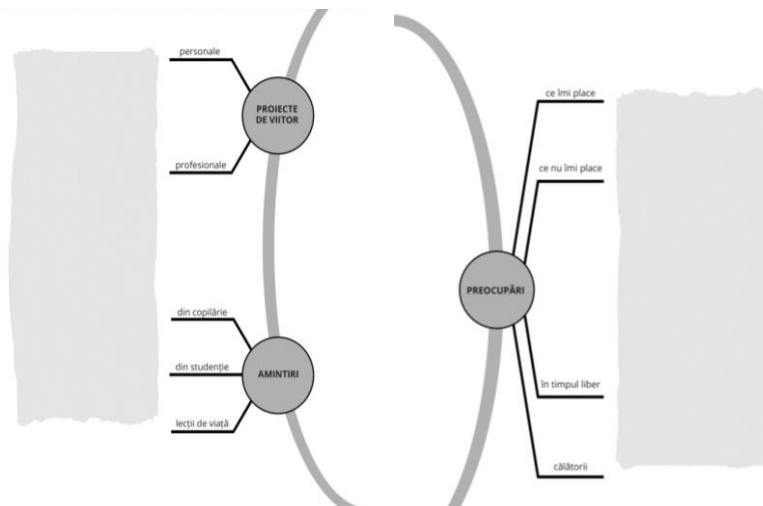 personale
PROIECTE
DE VIITOR
profesionale
din copilărie
din studenție
AMINTIRI
lecții de viață
ce îmi place
ce nu îmi place
PREOCUPĂRI
în timpul liber
călătorii